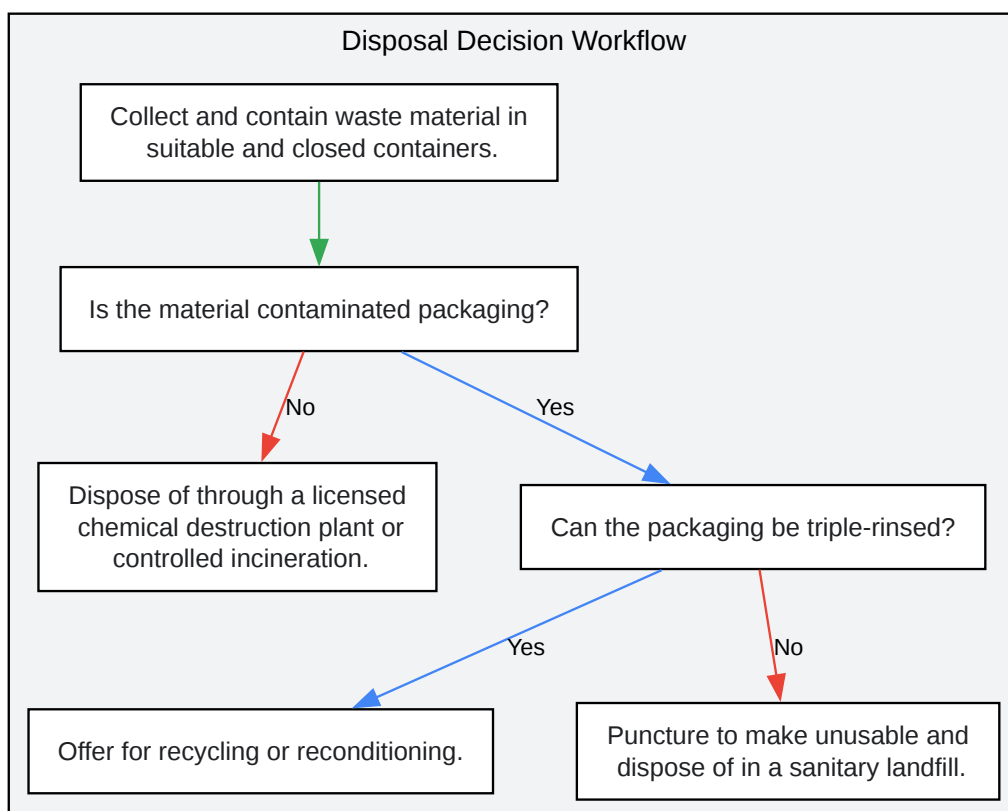 Disposal Decision Workflow
Collect and contain waste material in
suitable and closed containers.
Is the material contaminated packaging?
No
Yes
Dispose of through a licensed
chemical destruction plant or
controlled incineration.
Can the packaging be triple-rinsed?
Yes
No
Offer for recycling or reconditioning.
Puncture to make unusable and
dispose of in a sanitary landfill.